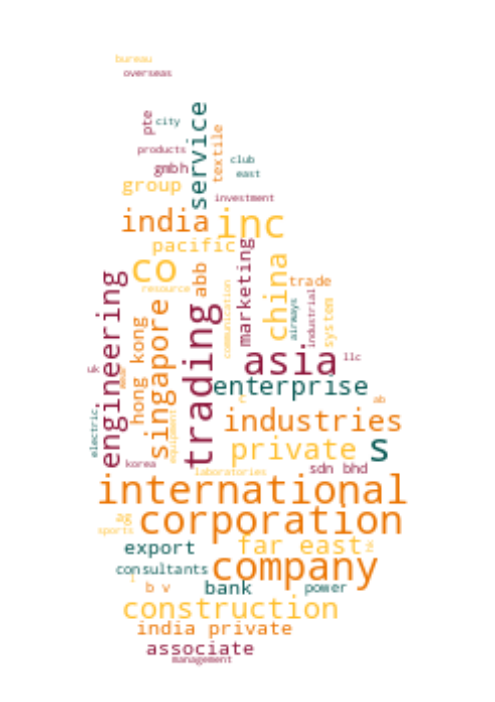 bureau
overseas
pte
city
service
textile
products
gmbh
club
east
group
investment
india
inc
pacific
marketing
co
abb
china
trade
resource
communication
engineering
singapore
hong kong
trading
airways
industrial
system
asia
llc
uk
enterprise
ab
electric
equipment
industries
private
s
korea
laboratories
sdn bhd
international
ag
corporation
sports
export
far east
consultants
company
b v
bank
power
construction
india private
associate
management